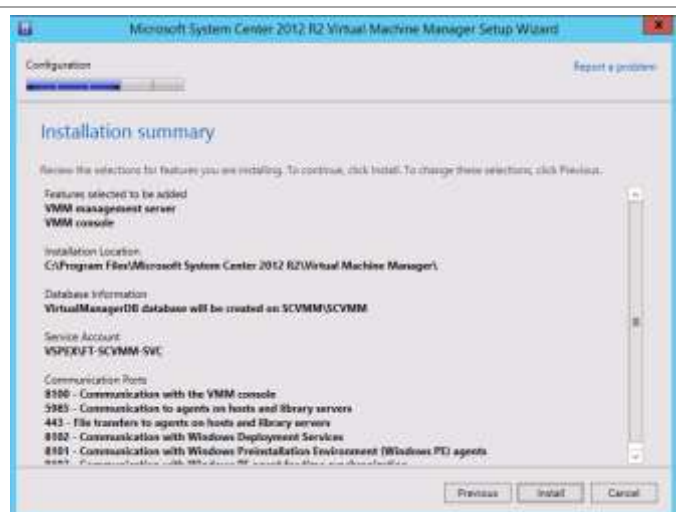 Microsoft System Center 2012 R2 Virtual Machine Manager Setup Wizard
Configuration
Report a problem
Installation summary
Review the selections for features you are installing. To continue, click Install. To change these selections, click Previous.
Features selected to be added
VMM management server
VMM console
Installation Location
C:\Program Files\Microsoft System Center 2012 R2\Virtual Machine Manager\
Database Information
VirtualManagerDB database will be created on SCVMM\SCVMM
Service Account
VSPEX\FT-SCVMM-SVC
Communication Ports
8100 - Communication with the VMM console
5985 - Communication to agents on hosts and library servers
443 - File transfers to agents on hosts and library servers
8102 - Communication with Windows Deployment Services
8101 - Communication with Windows Preinstallation Environment (Windows PE) agents
Previous
Install
Cancel